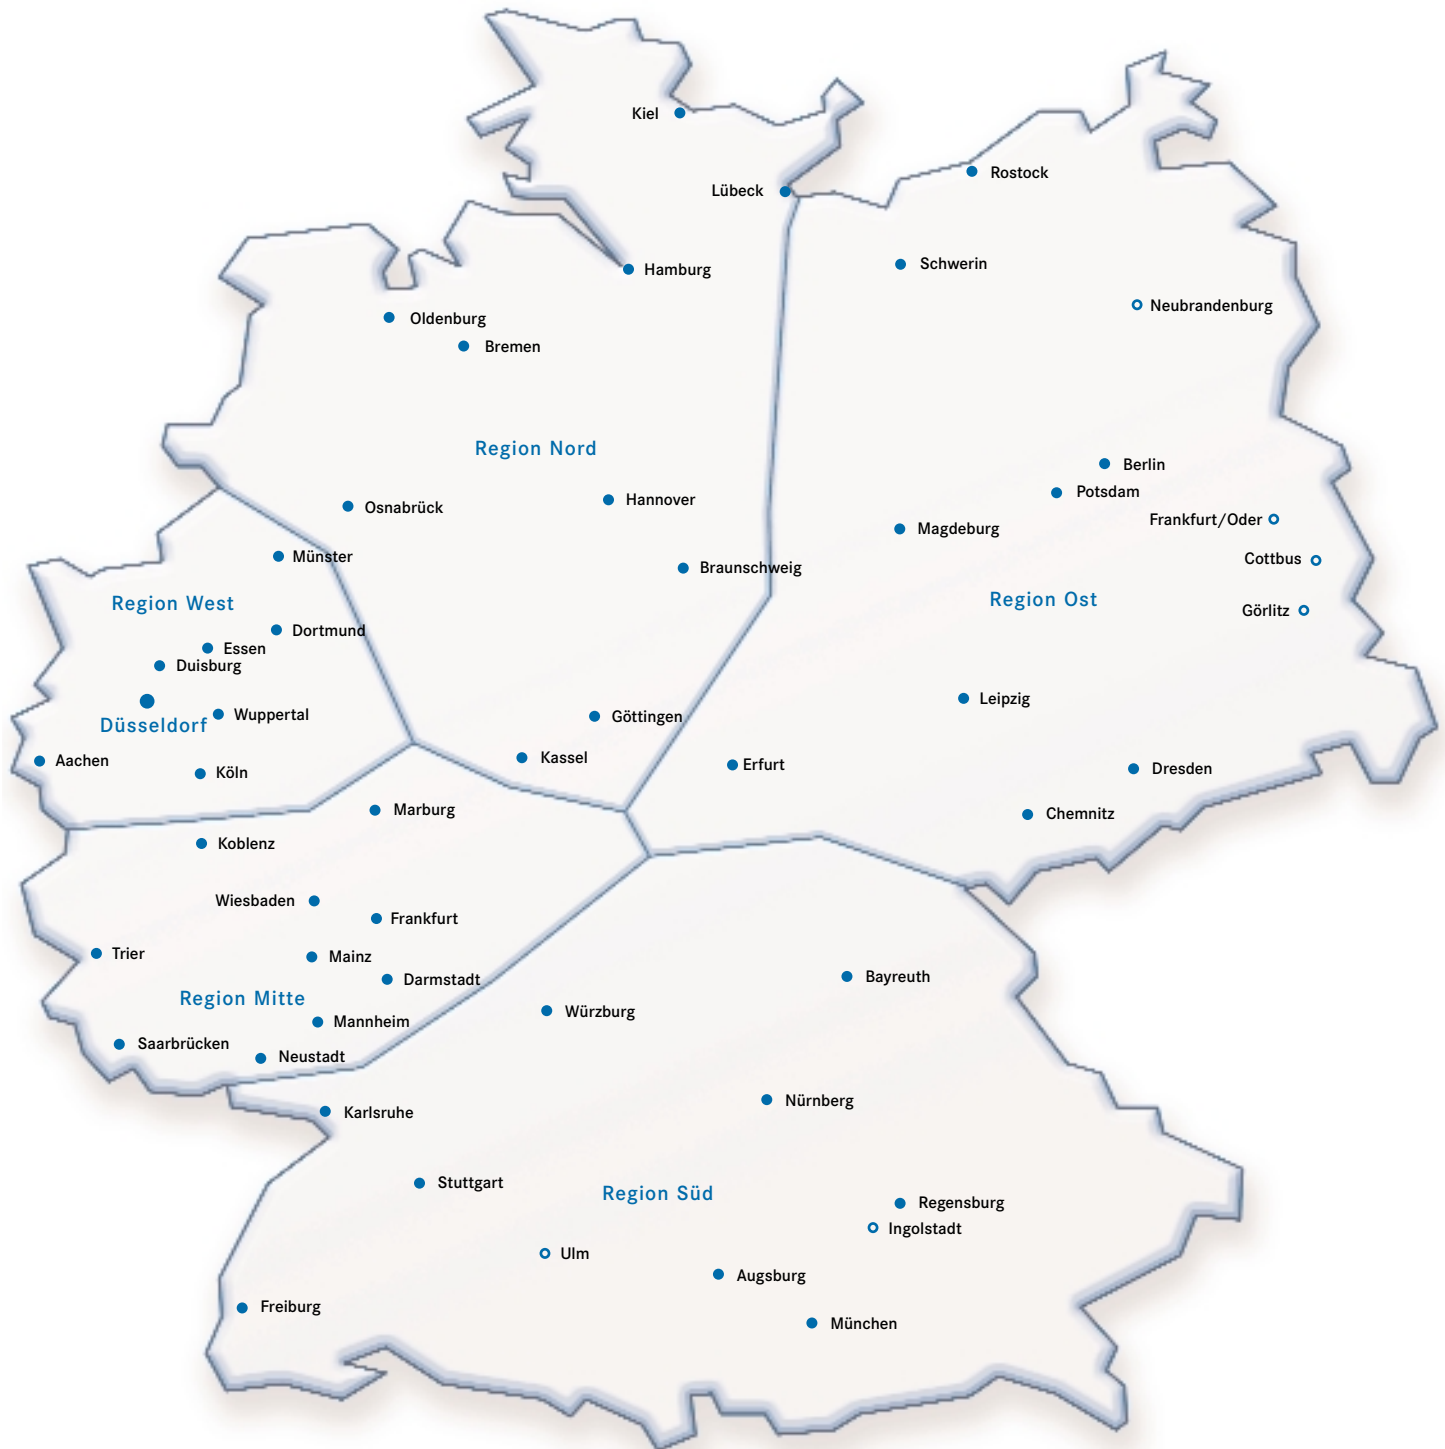 Kiel
Rostock
Lübeck
Schwerin
Hamburg
Neubrandenburg
Oldenburg
Bremen
Region Nord
Berlin
Potsdam
Hannover
Osnabrück
Frankfurt/Oder
Magdeburg
Münster
Cottbus
Braunschweig
Region West
Region Ost
Görlitz
Dortmund
Essen
Duisburg
Leipzig
Wuppertal
Göttingen
Düsseldorf
Kassel
Aachen
Erfurt
Dresden
Köln
Marburg
Chemnitz
Koblenz
Wiesbaden
Frankfurt
Trier
Mainz
Bayreuth
Darmstadt
Region Mitte
Würzburg
Mannheim
Saarbrücken
Neustadt
Nürnberg
Karlsruhe
Stuttgart
Region Süd
Regensburg
Ingolstadt
Ulm
Augsburg
Freiburg
München